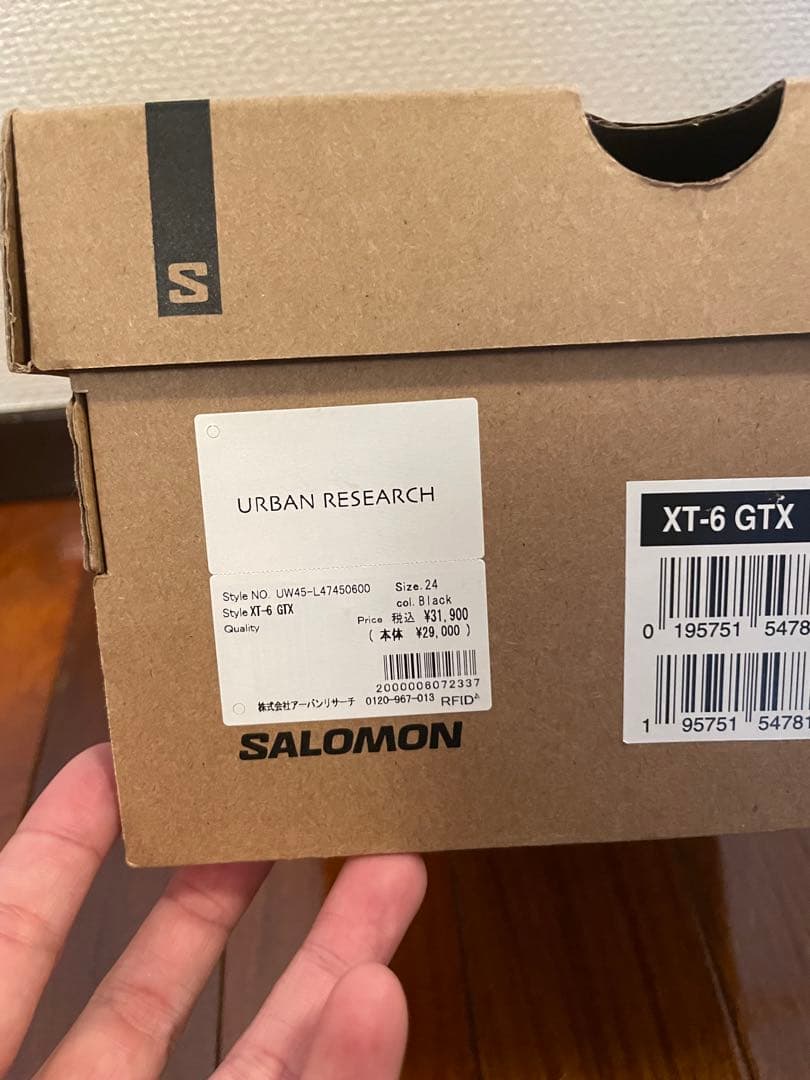 S
URBAN RESEARCH
Style NO. UW45-L47450600 Size.24
Style XT-6 GTX col.Black
Quality Price 税込 ¥31,900
( 本体 ¥29,000 )
2000006072337
株式会社アーバンリサーチ 0120-967-013 RFID
SALOMON
XT-6 GTX
0 195751 5478
1 95751 54781